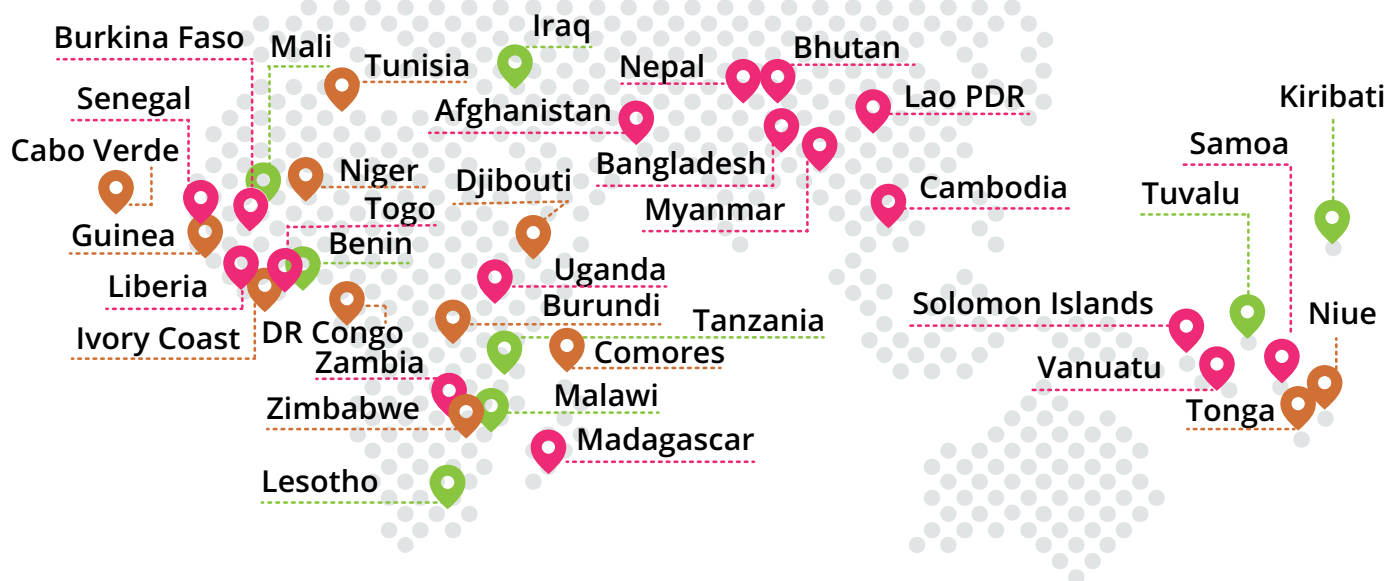 Burkina Faso
Mali
Tunisia
Iraq
Nepal
Bhutan
Senegal
Afghanistan
Lao PDR
Kiribati
Cabo Verde
Niger
Djibouti
Bangladesh
Samoa
Togo
Myanmar
Cambodia
Tuvalu
Guinea
Benin
Liberia
Uganda
Solomon Islands
Niue
Ivory Coast
DR Congo
Burundi
Tanzania
Zambia
Comores
Vanuatu
Zimbabwe
Malawi
Tonga
Madagascar
Lesotho